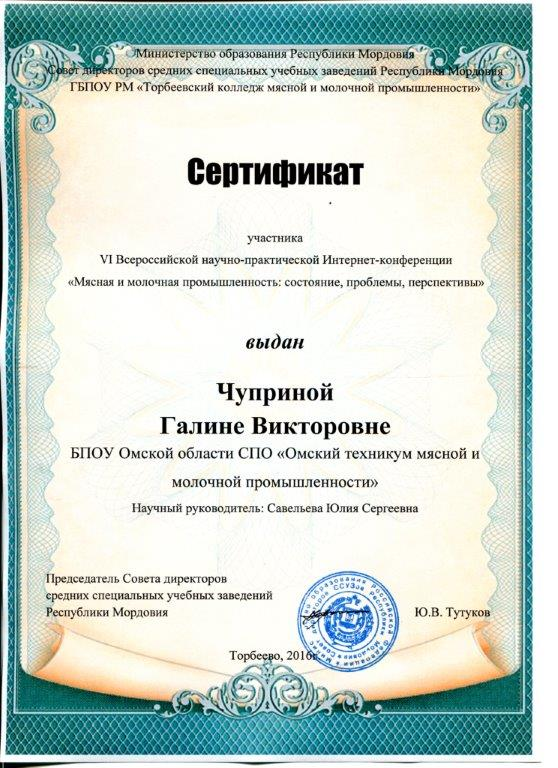 Министерство образования Республики Мордовия
Совет директоров средних специальных учебных заведений Республики Мордовия
ГБПОУ РМ «Торбеевский колледж мясной и молочной промышленности»
Сертификат
участника
VI Всероссийской научно-практической Интернет-конференции
«Мясная и молочная промышленность: состояние, проблемы, перспективы»
выдан
Чуприной
Галине Викторовне
БПОУ Омской области СПО «Омский техникум мясной и
молочной промышленности»
Научный руководитель: Савельева Юлия Сергеевна
Председатель Совета директоров
средних специальных учебных заведений
Республики Мордовия
Ю.В. Тутуков
Торбеево, 2016г.